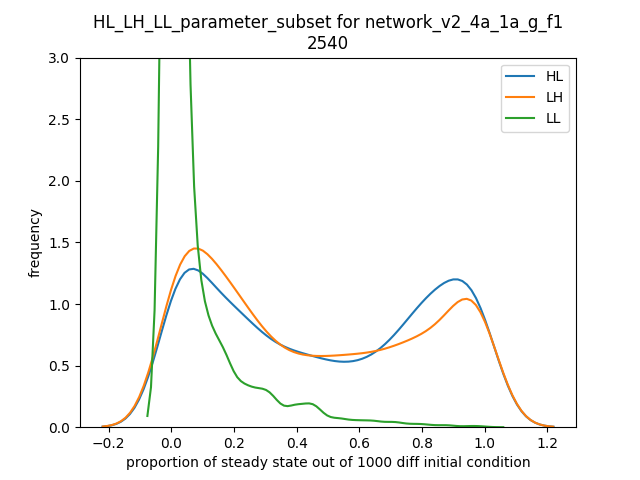 HL_LH_LL_parameter_subset for network_v2_4a_1a_g_f1
2540
HL
LH
LL
frequency
3.0
2.5
2.0
1.5
1.0
0.5
0.0
−0.2 0.0 0.2 0.4 0.6 0.8 1.0 1.2
proportion of steady state out of 1000 diff initial condition